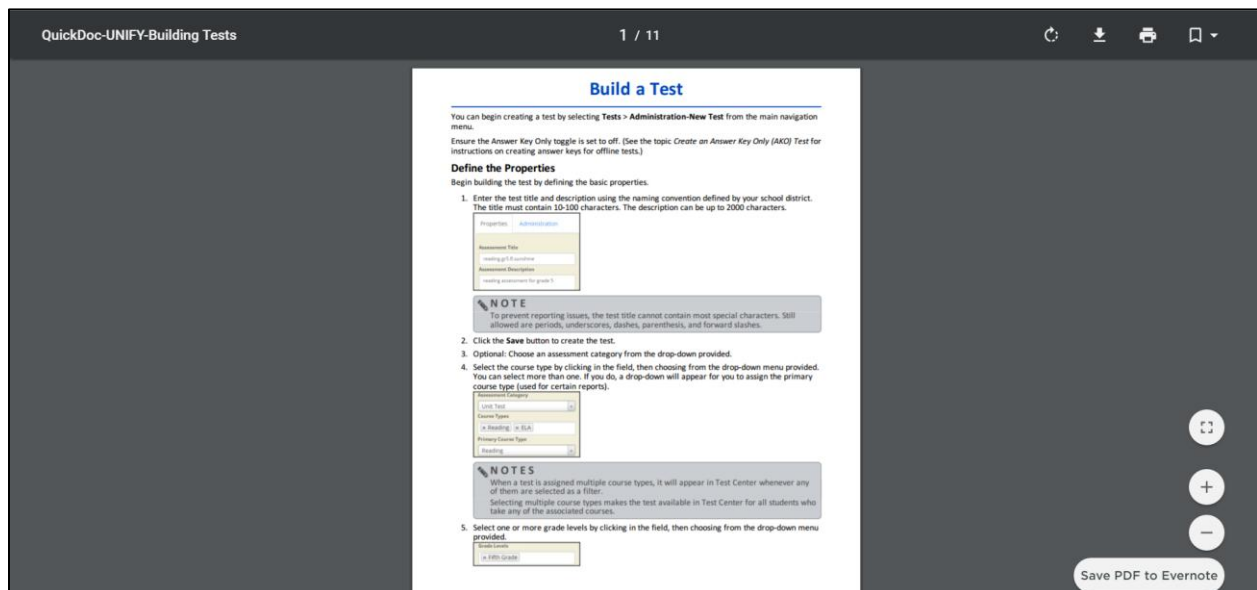 QuickDoc-UNIFY-Building Tests
1 / 11
Build a Test
You can begin creating a test by selecting Tests > Administration-New Test from the main navigation
menu.
Ensure the Answer Key Only toggle is set to off. (See the topic Create an Answer Key Only (AKO) Test for
instructions on creating answer keys for offline tests.)
Define the Properties
Begin building the test by defining the basic properties.
1. Enter the test title and description using the naming convention defined by your school district.
The title must contain 10-100 characters. The description can be up to 2000 characters.
Properties Administration
Assessment Title
reading.gr5.fl.sunshine
Assessment Description
reading assessment for grade 5
NOTE
To prevent reporting issues, the test title cannot contain most special characters. Still
allowed are periods, underscores, dashes, parenthesis, and forward slashes.
2. Click the Save button to create the test.
3. Optional: Choose an assessment category from the drop-down provided.
4. Select the course type by clicking in the field, then choosing from the drop-down menu provided.
You can select more than one. If you do, a drop-down will appear for you to assign the primary
course type (used for certain reports).
Assessment Category
Unit Test
Course Types
× Reading × ELA
Primary Course Type
Reading
NOTES
When a test is assigned multiple course types, it will appear in Test Center whenever any
of them are selected as a filter.
Selecting multiple course types makes the test available in Test Center for all students who
take any of the associated courses.
5. Select one or more grade levels by clicking in the field, then choosing from the drop-down menu
provided.
Grade Levels
× Fifth Grade
Save PDF to Evernote